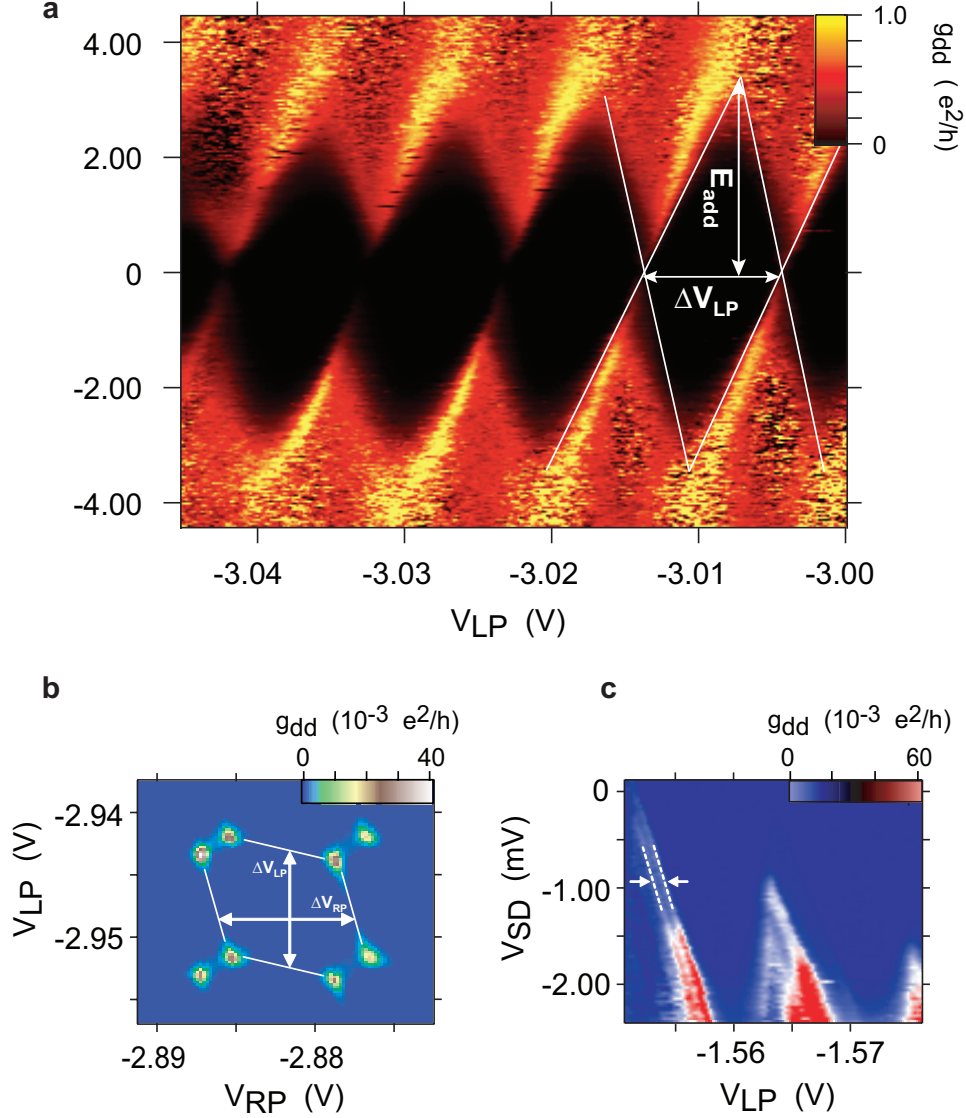 a
4.00
2.00
0
-2.00
-4.00
1.0
0
gdd ( e²/h)
Eadd
ΔVLP
-3.04
-3.03
-3.02
-3.01
-3.00
VLP (V)
b
gdd (10⁻³ e²/h)
0
40
-2.94
-2.95
VLP (V)
ΔVLP
ΔVRP
-2.89
-2.88
VRP (V)
c
gdd (10⁻³ e²/h)
0
60
0
-1.00
-2.00
VSD (mV)
-1.56
-1.57
VLP (V)